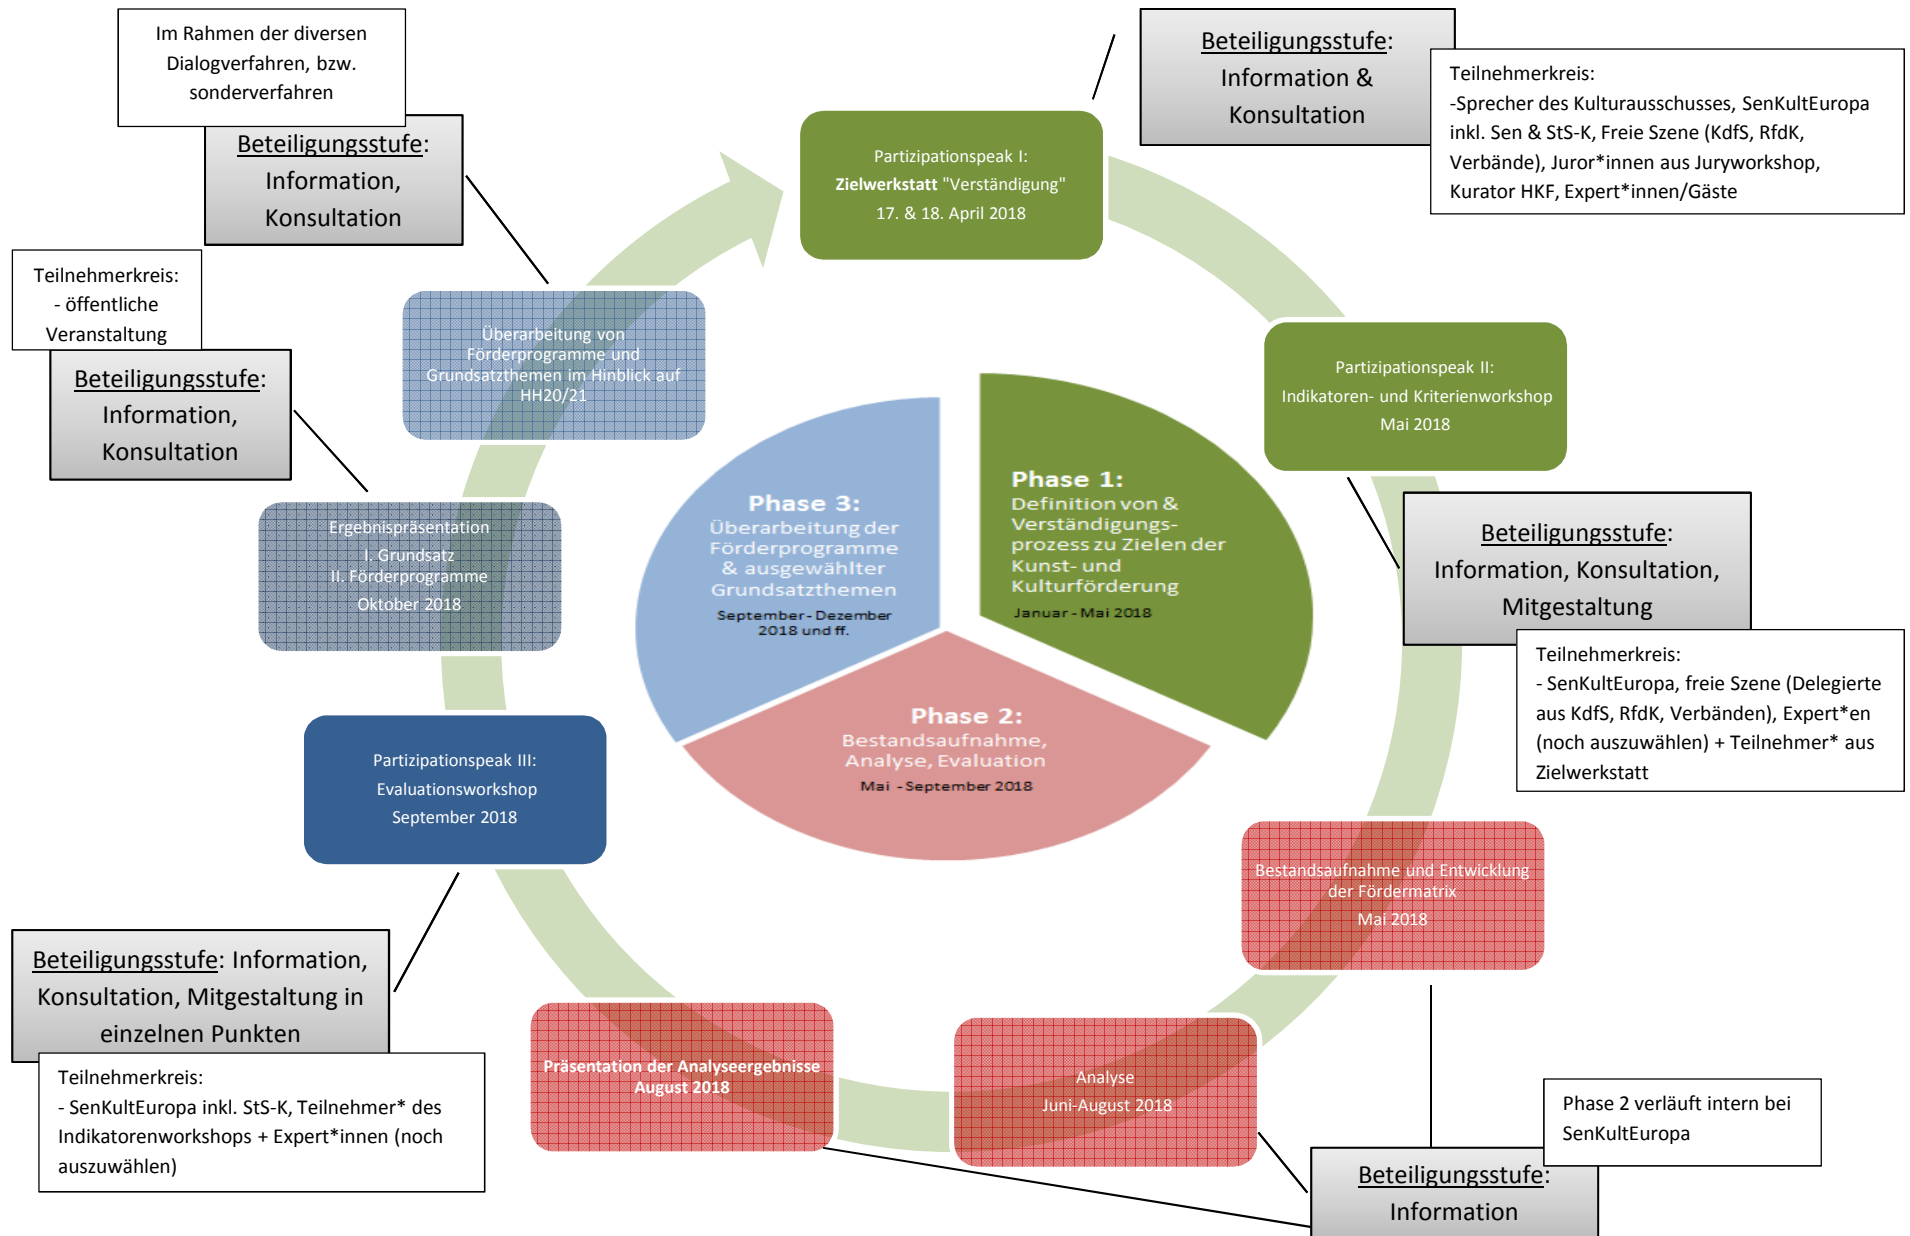 Im Rahmen der diversen
Dialogverfahren, bzw.
sonderverfahren
Beteiligungsstufe:
Information,
Konsultation
Teilnehmerkreis:
- öffentliche
Veranstaltung
Beteiligungsstufe:
Information,
Konsultation
Beteiligungsstufe:
Information &
Konsultation
Teilnehmerkreis:
-Sprecher des Kulturausschusses, SenKultEuropa
inkl. Sen & StS-K, Freie Szene (KdfS, RfdK,
Verbände), Juror*innen aus Juryworkshop,
Kurator HKF, Expert*innen/Gäste
Partizipationspeak I:
Zielwerkstatt "Verständigung"
17. & 18. April 2018
Partizipationspeak II:
Indikatoren- und Kriterienworkshop
Mai 2018
Beteiligungsstufe:
Information, Konsultation,
Mitgestaltung
Teilnehmerkreis:
- SenKultEuropa, freie Szene (Delegierte
aus KdfS, RfdK, Verbänden), Expert*en
(noch auszuwählen) + Teilnehmer* aus
Zielwerkstatt
Bestandsaufnahme und Entwicklung
der Fördermatrix
Mai 2018
Analyse
Juni-August 2018
Phase 2 verläuft intern bei
SenKultEuropa
Beteiligungsstufe:
Information
Präsentation der Analyseergebnisse
August 2018
Partizipationspeak III:
Evaluationsworkshop
September 2018
Beteiligungsstufe: Information,
Konsultation, Mitgestaltung in
einzelnen Punkten
Teilnehmerkreis:
- SenKultEuropa inkl. StS-K, Teilnehmer* des
Indikatorenworkshops + Expert*innen (noch
auszuwählen)
Ergebnispräsentation
I. Grundsatz
II. Förderprogramme
Oktober 2018
Überarbeitung von
Förderprogramme und
Grundsatzthemen im Hinblick auf
HH20/21
Phase 1:
Definition von &
Verständigungs-
prozess zu Zielen der
Kunst- und
Kulturförderung
Januar - Mai 2018
Phase 2:
Bestandsaufnahme,
Analyse, Evaluation
Mai - September 2018
Phase 3:
Überarbeitung der
Förderprogramme
& ausgewählter
Grundsatzthemen
September - Dezember
2018 und ff.